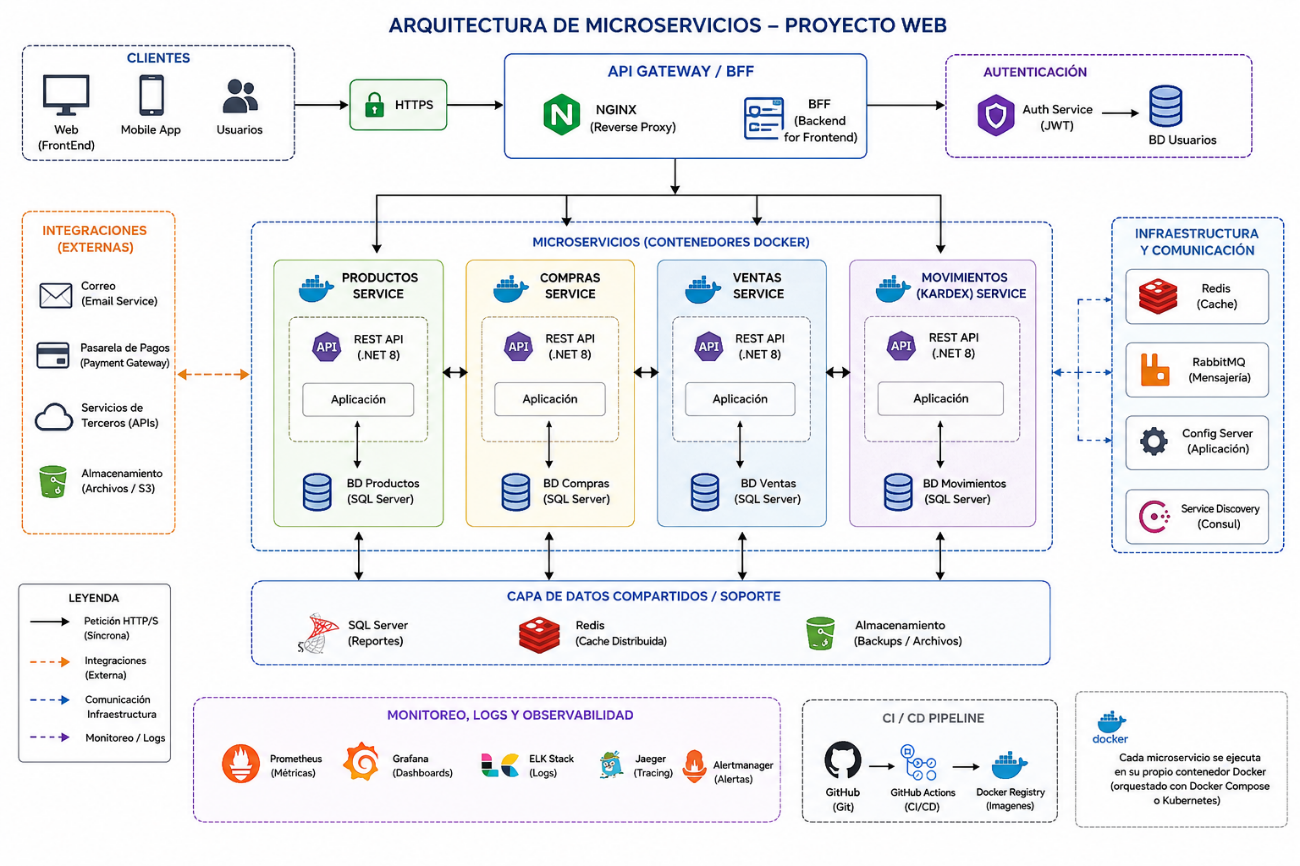 ARQUITECTURA DE MICROSERVICIOS – PROYECTO WEB
CLIENTES
Web
(FrontEnd)
Mobile App
Usuarios
HTTPS
API GATEWAY / BFF
N
NGINX
(Reverse Proxy)
BFF
(Backend
for Frontend)
AUTENTICACIÓN
Auth Service
(JWT)
BD Usuarios
INTEGRACIONES
(EXTERNAS)
Correo
(Email Service)
Pasarela de Pagos
(Payment Gateway)
Servicios de
Terceros (APIs)
Almacenamiento
(Archivos / S3)
MICROSERVICIOS (CONTENEDORES DOCKER)
PRODUCTOS
SERVICE
API
REST API
(.NET 8)
Aplicación
BD Productos
(SQL Server)
COMPRAS
SERVICE
API
REST API
(.NET 8)
Aplicación
BD Compras
(SQL Server)
VENTAS
SERVICE
API
REST API
(.NET 8)
Aplicación
BD Ventas
(SQL Server)
MOVIMIENTOS
(KARDEX) SERVICE
API
REST API
(.NET 8)
Aplicación
BD Movimientos
(SQL Server)
INFRAESTRUCTURA
Y COMUNICACIÓN
Redis
(Cache)
RabbitMQ
(Mensajería)
Config Server
(Aplicación)
Service Discovery
(Consul)
LEYENDA
Petición HTTP/S
(Síncrona)
Integraciones
(Externa)
Comunicación
Infraestructura
Monitoreo / Logs
CAPA DE DATOS COMPARTIDOS / SOPORTE
S
SQL Server
(Reportes)
Redis
(Cache Distribuida)
Almacenamiento
(Backups / Archivos)
MONITOREO, LOGS Y OBSERVABILIDAD
Prometheus
(Métricas)
Grafana
(Dashboards)
ELK Stack
(Logs)
Jaeger
(Tracing)
Alertmanager
(Alertas)
CI / CD PIPELINE
GitHub
(Git)
GitHub Actions
(CI/CD)
Docker Registry
(Imagenes)
docker
Cada microservicio se ejecuta
en su propio contenedor Docker
(orquestado con Docker Compose
o Kubernetes)